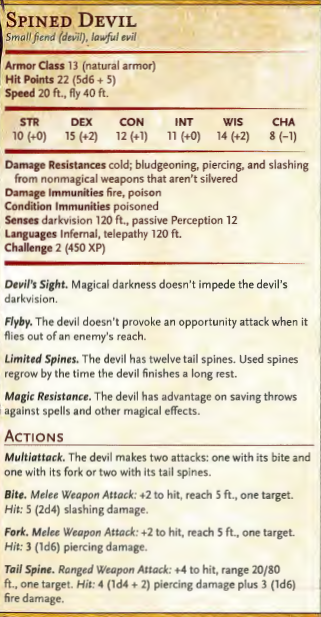 SPINED DEVIL
Small fiend (devil), lawful evil
Armor Class 13 (natural armor)
Hit Points 22 (5d6 + 5)
Speed 20 ft., fly 40 ft.
STR DEX CON INT WIS CHA
10 (+0) 15 (+2) 12 (+1) 11 (+0) 14 (+2) 8 (−1)
Damage Resistances cold; bludgeoning, piercing, and slashing
from nonmagical weapons that aren't silvered
Damage Immunities fire, poison
Condition Immunities poisoned
Senses darkvision 120 ft., passive Perception 12
Languages Infernal, telepathy 120 ft.
Challenge 2 (450 XP)
Devil's Sight. Magical darkness doesn't impede the devil's
darkvision.
Flyby. The devil doesn't provoke an opportunity attack when it
flies out of an enemy's reach.
Limited Spines. The devil has twelve tail spines. Used spines
regrow by the time the devil finishes a long rest.
Magic Resistance. The devil has advantage on saving throws
against spells and other magical effects.
ACTIONS
Multiattack. The devil makes two attacks: one with its bite and
one with its fork or two with its tail spines.
Bite. Melee Weapon Attack: +2 to hit, reach 5 ft., one target.
Hit: 5 (2d4) slashing damage.
Fork. Melee Weapon Attack: +2 to hit, reach 5 ft., one target.
Hit: 3 (1d6) piercing damage.
Tail Spine. Ranged Weapon Attack: +4 to hit, range 20/80
ft., one target. Hit: 4 (1d4 + 2) piercing damage plus 3 (1d6)
fire damage.